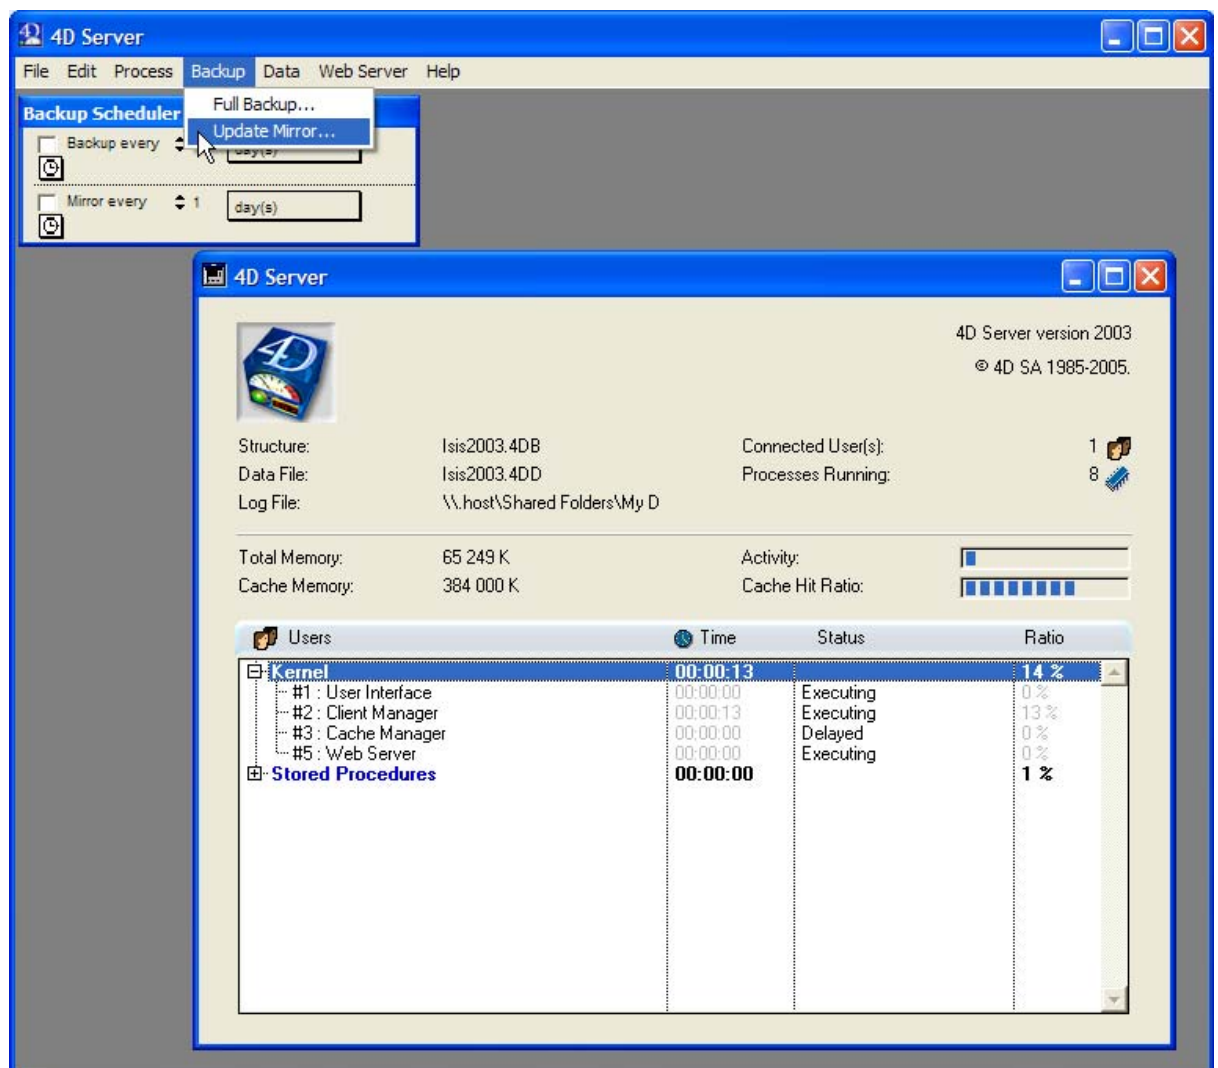 4D Server
File Edit Process Backup Data Web Server Help
Backup Scheduler
Full Backup...
Update Mirror...
Backup every day(s)
Mirror every 1 day(s)
4D Server
4D
4D Server version 2003
© 4D SA 1985-2005.
Structure: Isis2003.4DB Connected User(s): 1
Data File: Isis2003.4DD Processes Running: 8
Log File: \\.host\Shared Folders\My D
Total Memory: 65 249 K Activity:
Cache Memory: 384 000 K Cache Hit Ratio:
Users Time Status Ratio
Kernel 00:00:13 14 %
#1 : User Interface 00:00:00 Executing 0 %
#2 : Client Manager 00:00:13 Executing 13 %
#3 : Cache Manager 00:00:00 Delayed 0 %
#5 : Web Server 00:00:00 Executing 0 %
Stored Procedures 00:00:00 1 %